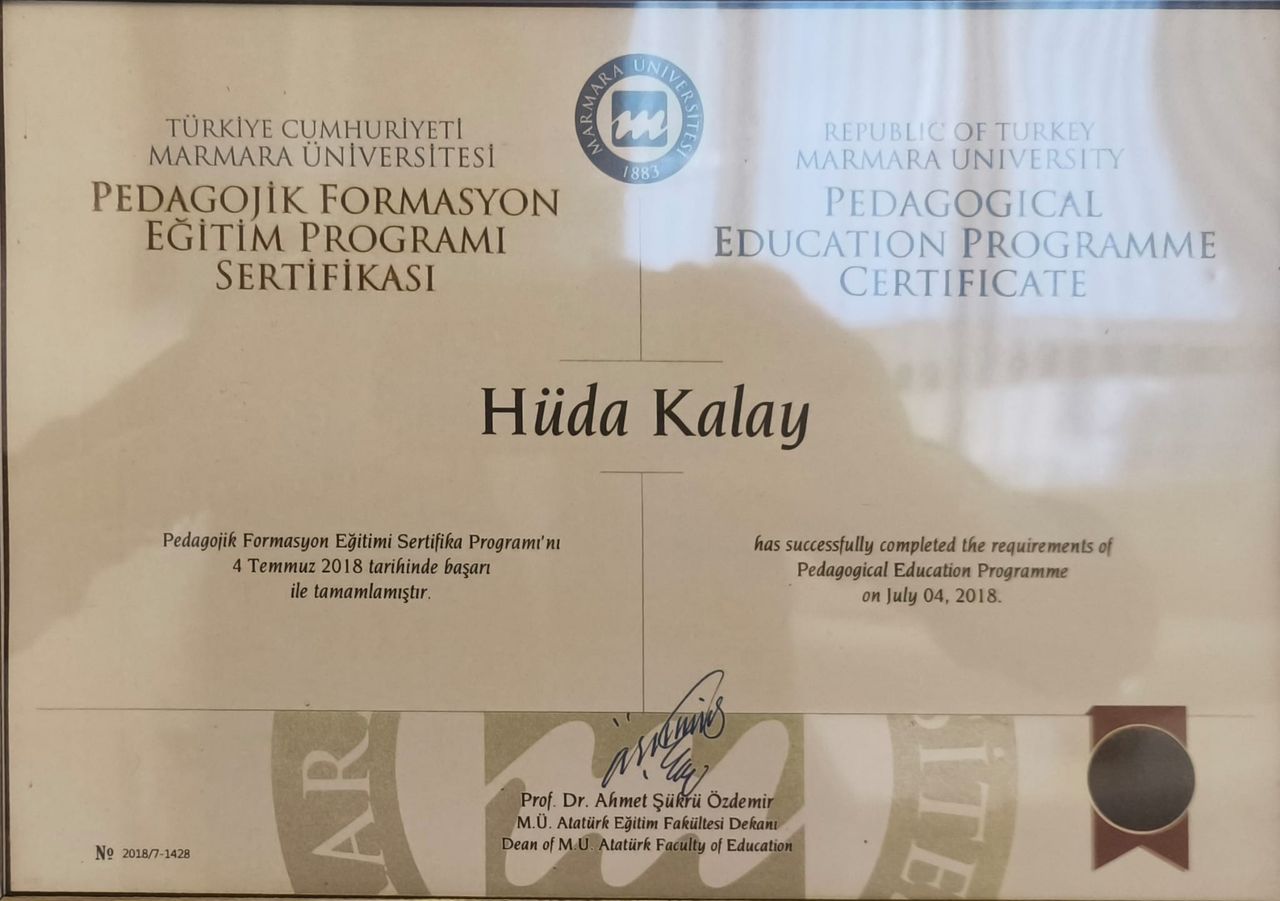 MARMARA ÜNİVERSİTESİ
1883
TÜRKİYE CUMHURİYETİ
MARMARA ÜNİVERSİTESİ
PEDAGOJİK FORMASYON
EĞİTİM PROGRAMI
SERTİFİKASI
REPUBLIC OF TURKEY
MARMARA UNIVERSITY
PEDAGOGICAL
EDUCATION PROGRAMME
CERTIFICATE
Hüda Kalay
Pedagojik Formasyon Eğitimi Sertifika Programı'nı
4 Temmuz 2018 tarihinde başarı
ile tamamlamıştır.
has successfully completed the requirements of
Pedagogical Education Programme
on July 04, 2018.
Prof. Dr. Ahmet Şükrü Özdemir
M.Ü. Atatürk Eğitim Fakültesi Dekanı
Dean of M.U. Atatürk Faculty of Education
№ 2018/7-1428